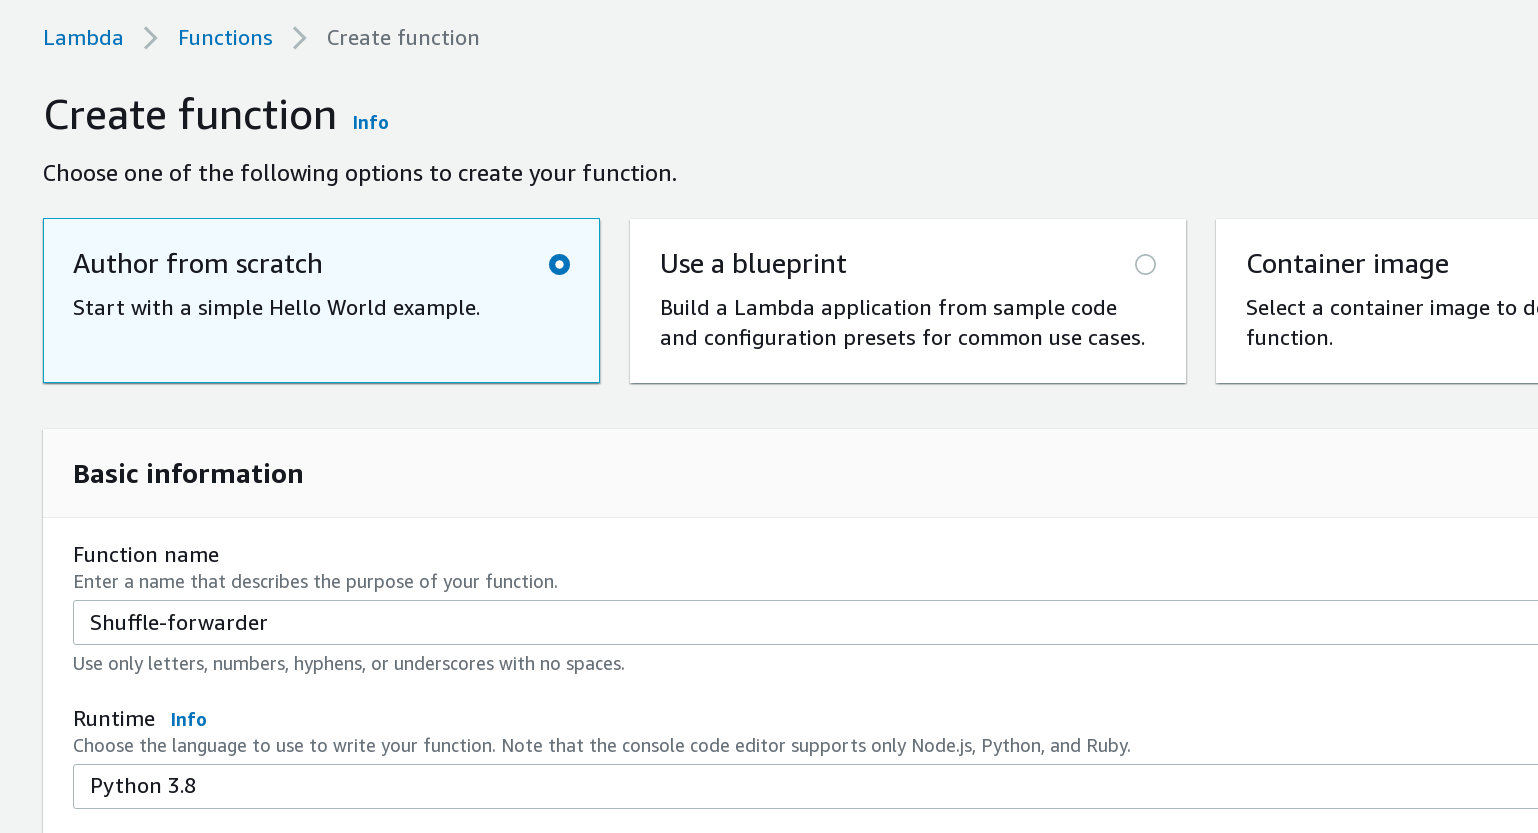 Lambda > Functions > Create function
Create function Info
Choose one of the following options to create your function.
Author from scratch
Start with a simple Hello World example.
Use a blueprint
Build a Lambda application from sample code
and configuration presets for common use cases.
Container image
Select a container image to
function.
Basic information
Function name
Enter a name that describes the purpose of your function.
Shuffle-forwarder
Use only letters, numbers, hyphens, or underscores with no spaces.
Runtime Info
Choose the language to use to write your function. Note that the console code editor supports only Node.js, Python, and Ruby.
Python 3.8